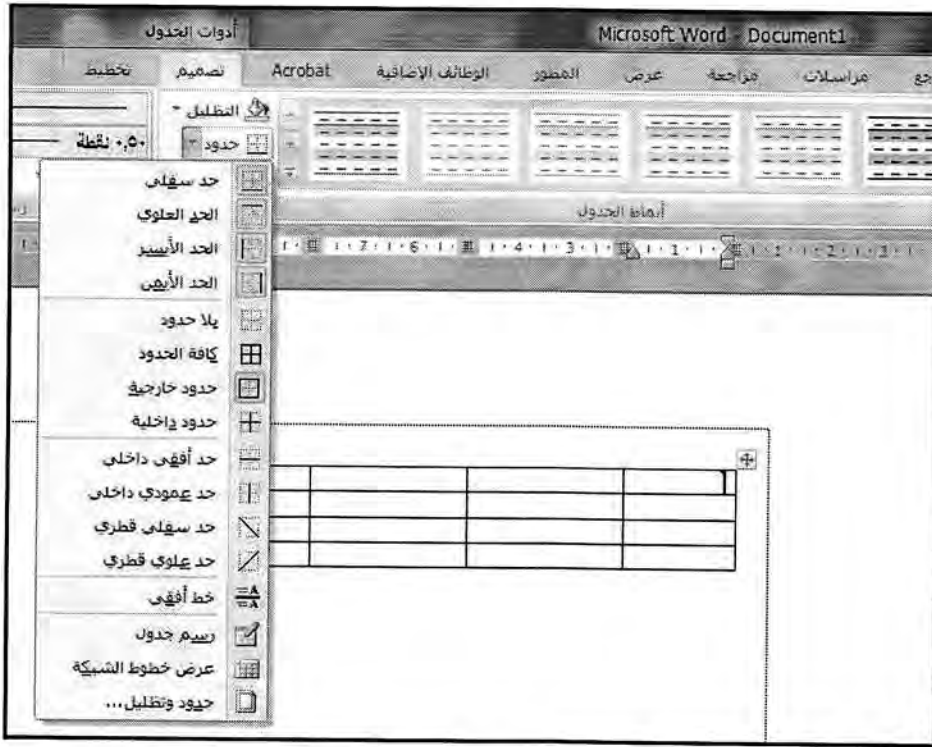 أدوات الجدول
Microsoft Word - Document1
جع مراسلات مراجعة عرض المطور الوظائف الإضافية Acrobat تصميم تخطيط
التظليل
حدود
٠,٥٠ نقطة
أنماط الجدول
حد سفلي
الحد العلوي
الحد الأيسر
الحد الأيمن
بلا حدود
كافة الحدود
حدود خارجية
حدود داخلية
حد أفقي داخلي
حد عمودي داخلي
حد سفلي قطري
حد علوي قطري
خط أفقي
رسم جدول
عرض خطوط الشبكة
حدود وتظليل...